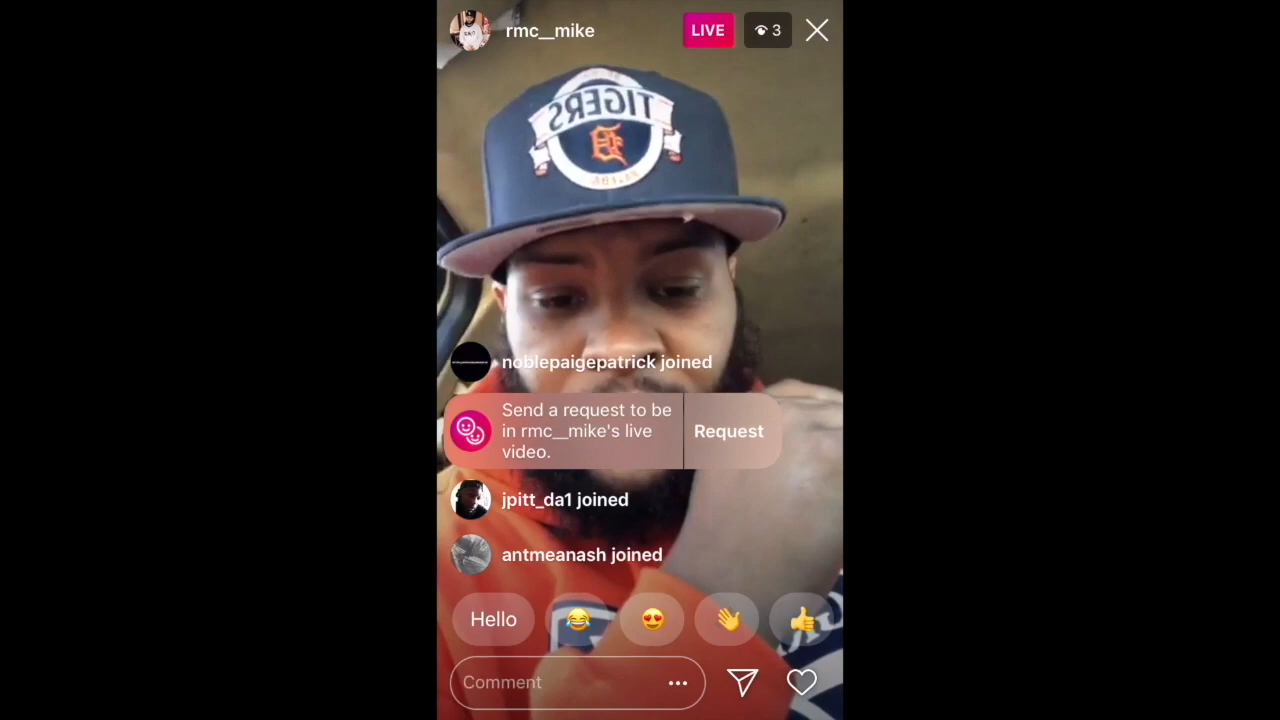 rmc__mike
LIVE
3
TIGERS
noblepaigepatrick joined
Send a request to be
in rmc__mike's live
video.
Request
jpitt_da1 joined
antmeanash joined
Hello
Comment